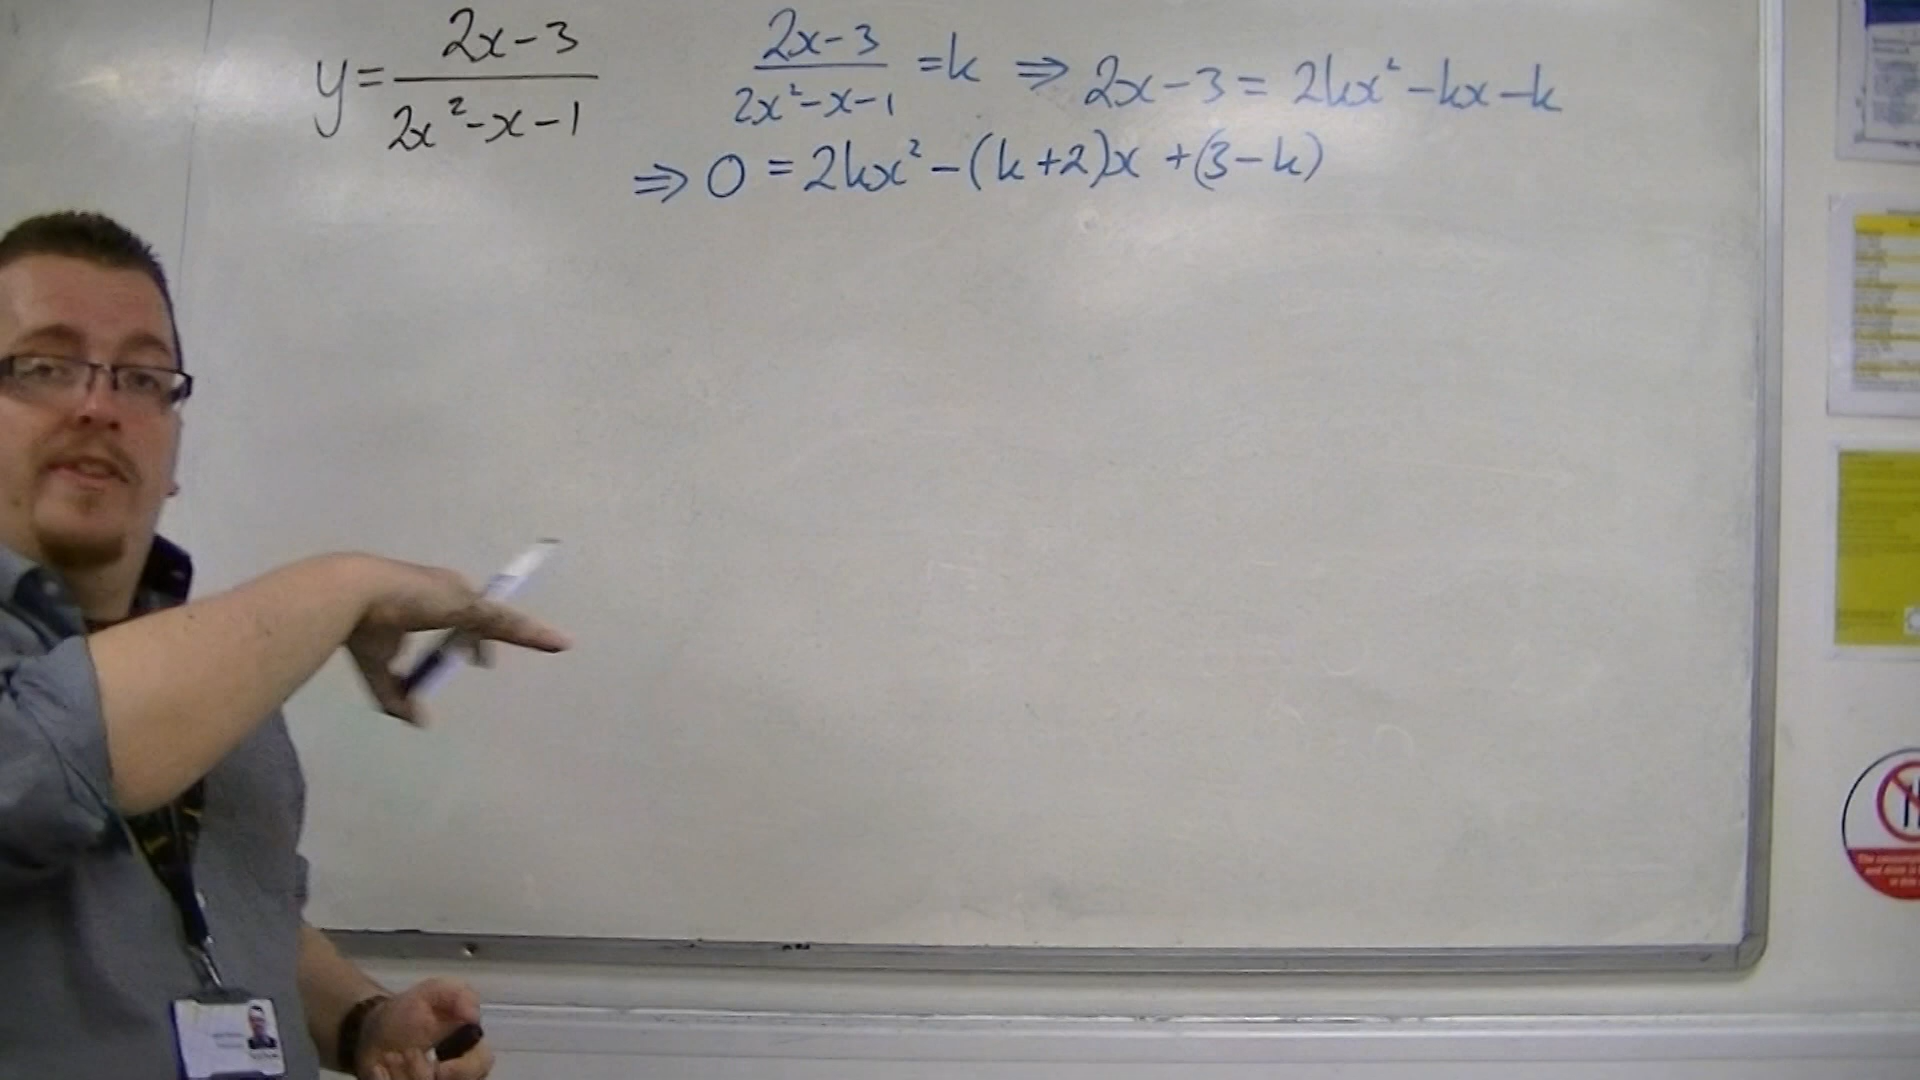 y = (2x-3)/(2x²-x-1)
(2x-3)/(2x²-x-1) = k ⇒ 2x-3 = 2kx²-kx-k
⇒ 0 = 2kx²-(k+2)x+(3-k)